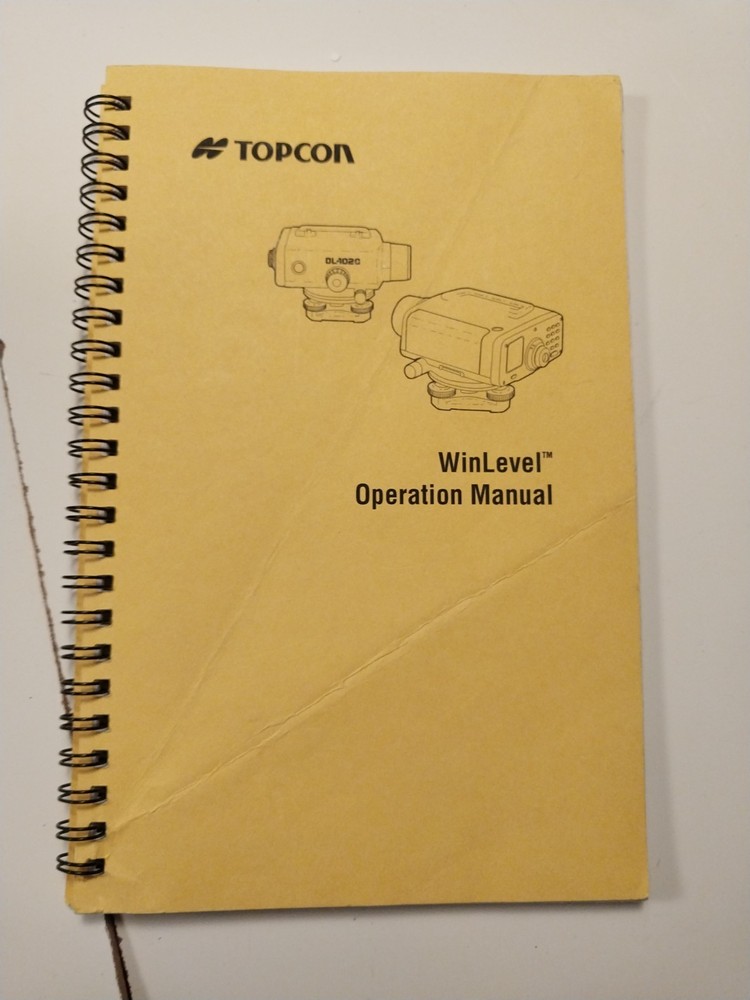 TOPCON
DL-102C
WinLevel™
Operation Manual